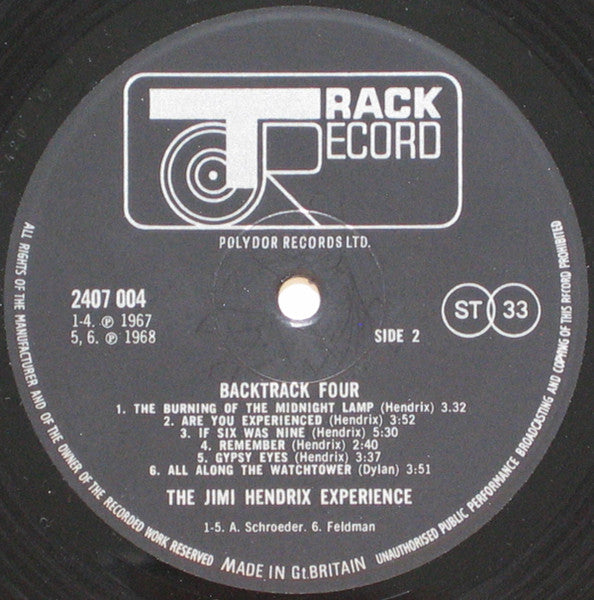 TRACK
RECORD
POLYDOR RECORDS LTD.
2407 004
1-4. ℗ 1967
5, 6. ℗ 1968
SIDE 2
ST 33
BACKTRACK FOUR
1. THE BURNING OF THE MIDNIGHT LAMP (Hendrix) 3.32
2. ARE YOU EXPERIENCED (Hendrix) 3:52
3. IF SIX WAS NINE (Hendrix) 5:30
4. REMEMBER (Hendrix) 2:40
5. GYPSY EYES (Hendrix) 3:37
6. ALL ALONG THE WATCHTOWER (Dylan) 3:51
THE JIMI HENDRIX EXPERIENCE
1-5. A. Schroeder. 6. Feldman
ALL RIGHTS OF THE MANUFACTURER AND OF THE OWNER OF THE RECORDED WORK RESERVED
MADE IN Gt. BRITAIN
UNAUTHORISED PUBLIC PERFORMANCE BROADCASTING AND COPYING OF THIS RECORD PROHIBITED